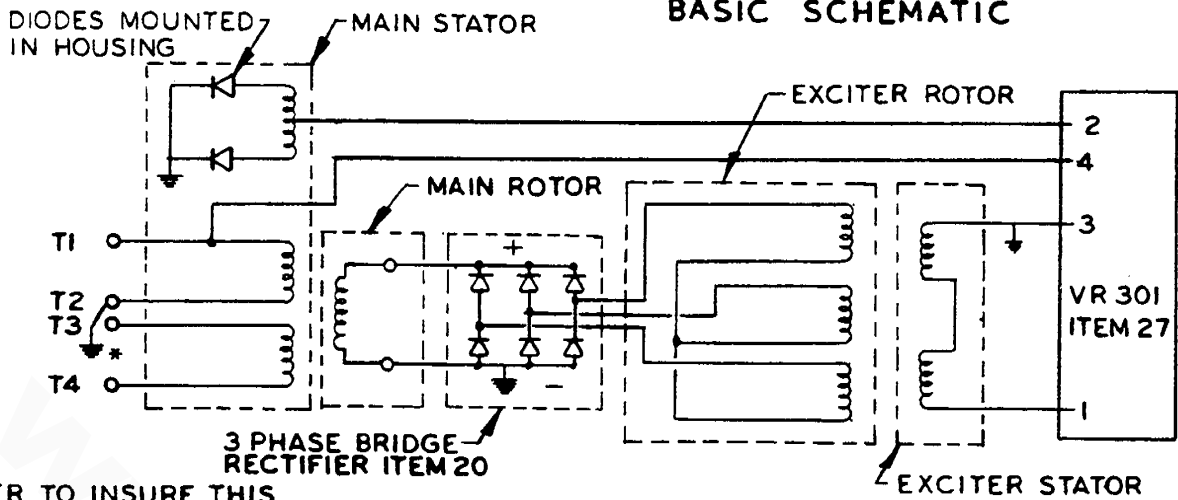 BASIC SCHEMATIC
DIODES MOUNTED
IN HOUSING
MAIN STATOR
EXCITER ROTOR
2
4
MAIN ROTOR
3
T1
+
T2
T3
*
VR 301
ITEM 27
T4
-
1
3 PHASE BRIDGE
RECTIFIER ITEM 20
EXCITER STATOR
ER TO INSURE THIS